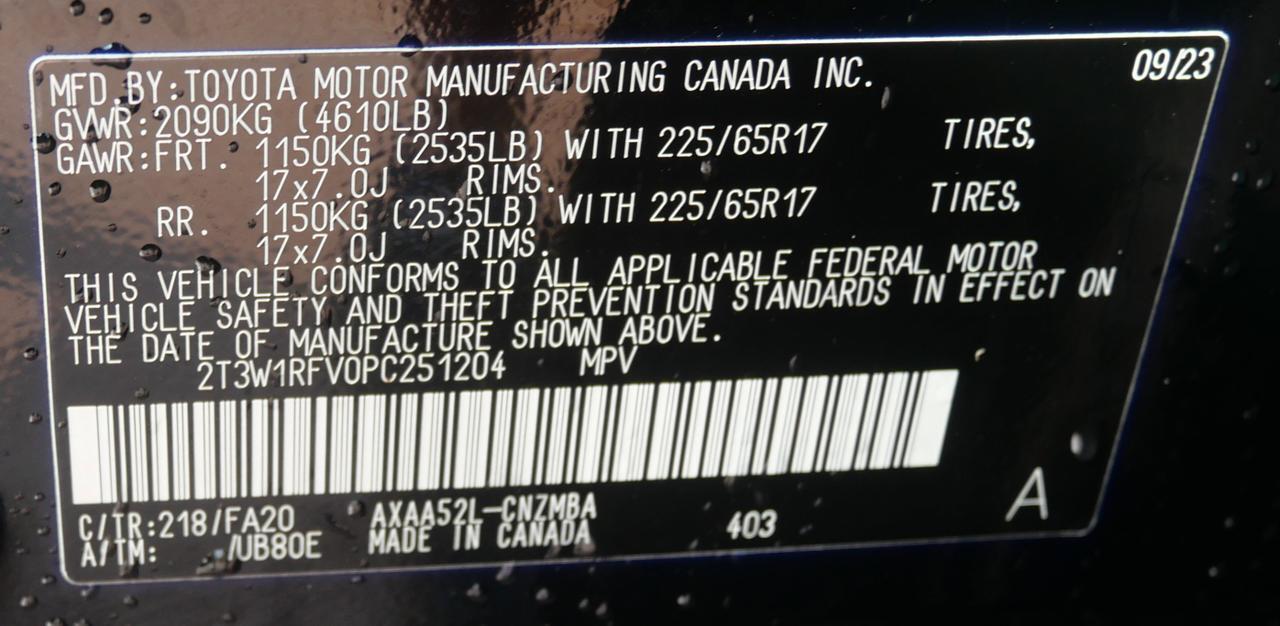 09/23
MFD.BY:TOYOTA MOTOR MANUFACTURING CANADA INC.
GVWR:2090KG (4610LB)
GAWR:FRT. 1150KG (2535LB) WITH 225/65R17 TIRES,
17x7.0J RIMS.
RR. 1150KG (2535LB) WITH 225/65R17 TIRES,
17x7.0J RIMS.
THIS VEHICLE CONFORMS TO ALL APPLICABLE FEDERAL MOTOR
VEHICLE SAFETY AND THEFT PREVENTION STANDARDS IN EFFECT ON
THE DATE OF MANUFACTURE SHOWN ABOVE.
2T3W1RFV0PC251204 MPV
C/TR:218/FA20 AXAA52L-CNZMBA
A/TM: /UB80E MADE IN CANADA 403
A